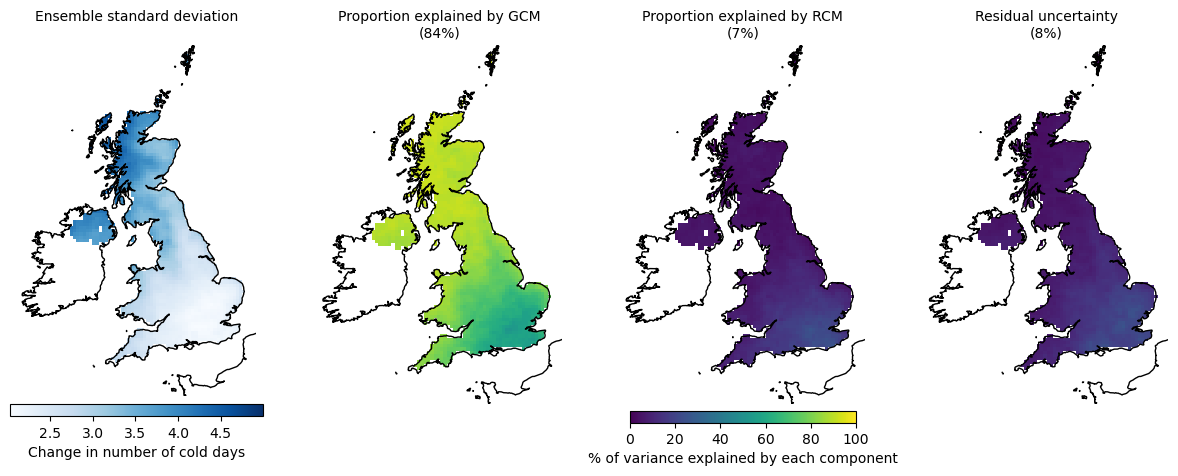 Ensemble standard deviation
Proportion explained by GCM
(84%)
Proportion explained by RCM
(7%)
Residual uncertainty
(8%)
2.5 3.0 3.5 4.0 4.5
Change in number of cold days
0 20 40 60 80 100
% of variance explained by each component